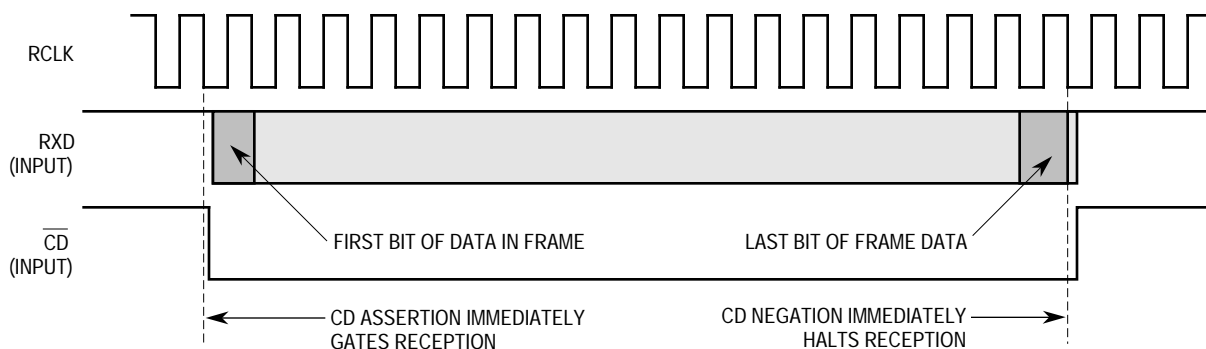 RCLK
RXD
(INPUT)
CD
(INPUT)
FIRST BIT OF DATA IN FRAME
LAST BIT OF FRAME DATA
CD ASSERTION IMMEDIATELY
GATES RECEPTION
CD NEGATION IMMEDIATELY
HALTS RECEPTION